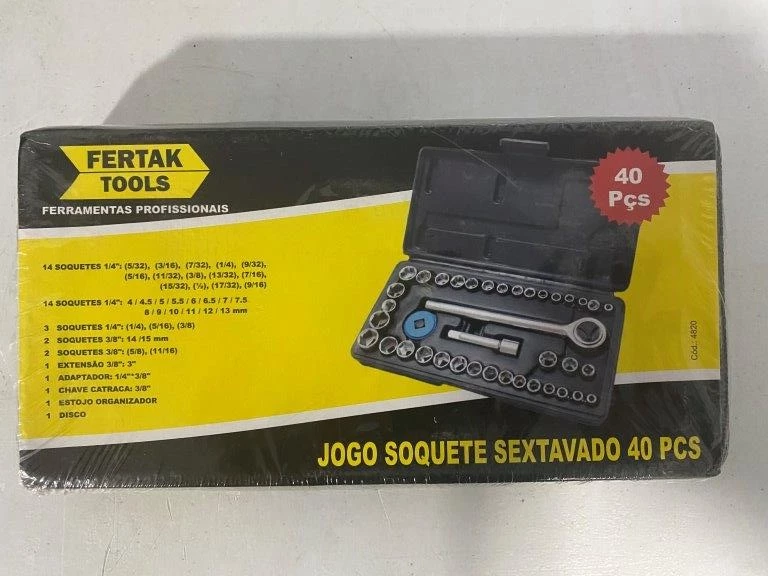 FERTAK
TOOLS
FERRAMENTAS PROFISSIONAIS
40
Pçs
14 SOQUETES 1/4": (5/32), (3/16), (7/32), (1/4), (9/32),
(5/16), (11/32), (3/8), (13/32), (7/16),
(15/32), (½), (17/32), (9/16)
14 SOQUETES 1/4": 4 / 4.5 / 5 / 5.5 / 6 / 6.5 / 7 / 7.5
8 / 9 / 10 / 11 / 12 / 13 mm
3 SOQUETES 1/4": (1/4), (5/16), (3/8)
2 SOQUETES 3/8": 14 /15 mm
2 SOQUETES 3/8": (5/8), (11/16)
1 EXTENSÃO 3/8": 3"
1 ADAPTADOR: 1/4"*3/8"
1 CHAVE CATRACA: 3/8"
1 ESTOJO ORGANIZADOR
1 DISCO
Cód.: 4820
JOGO SOQUETE SEXTAVADO 40 PCS